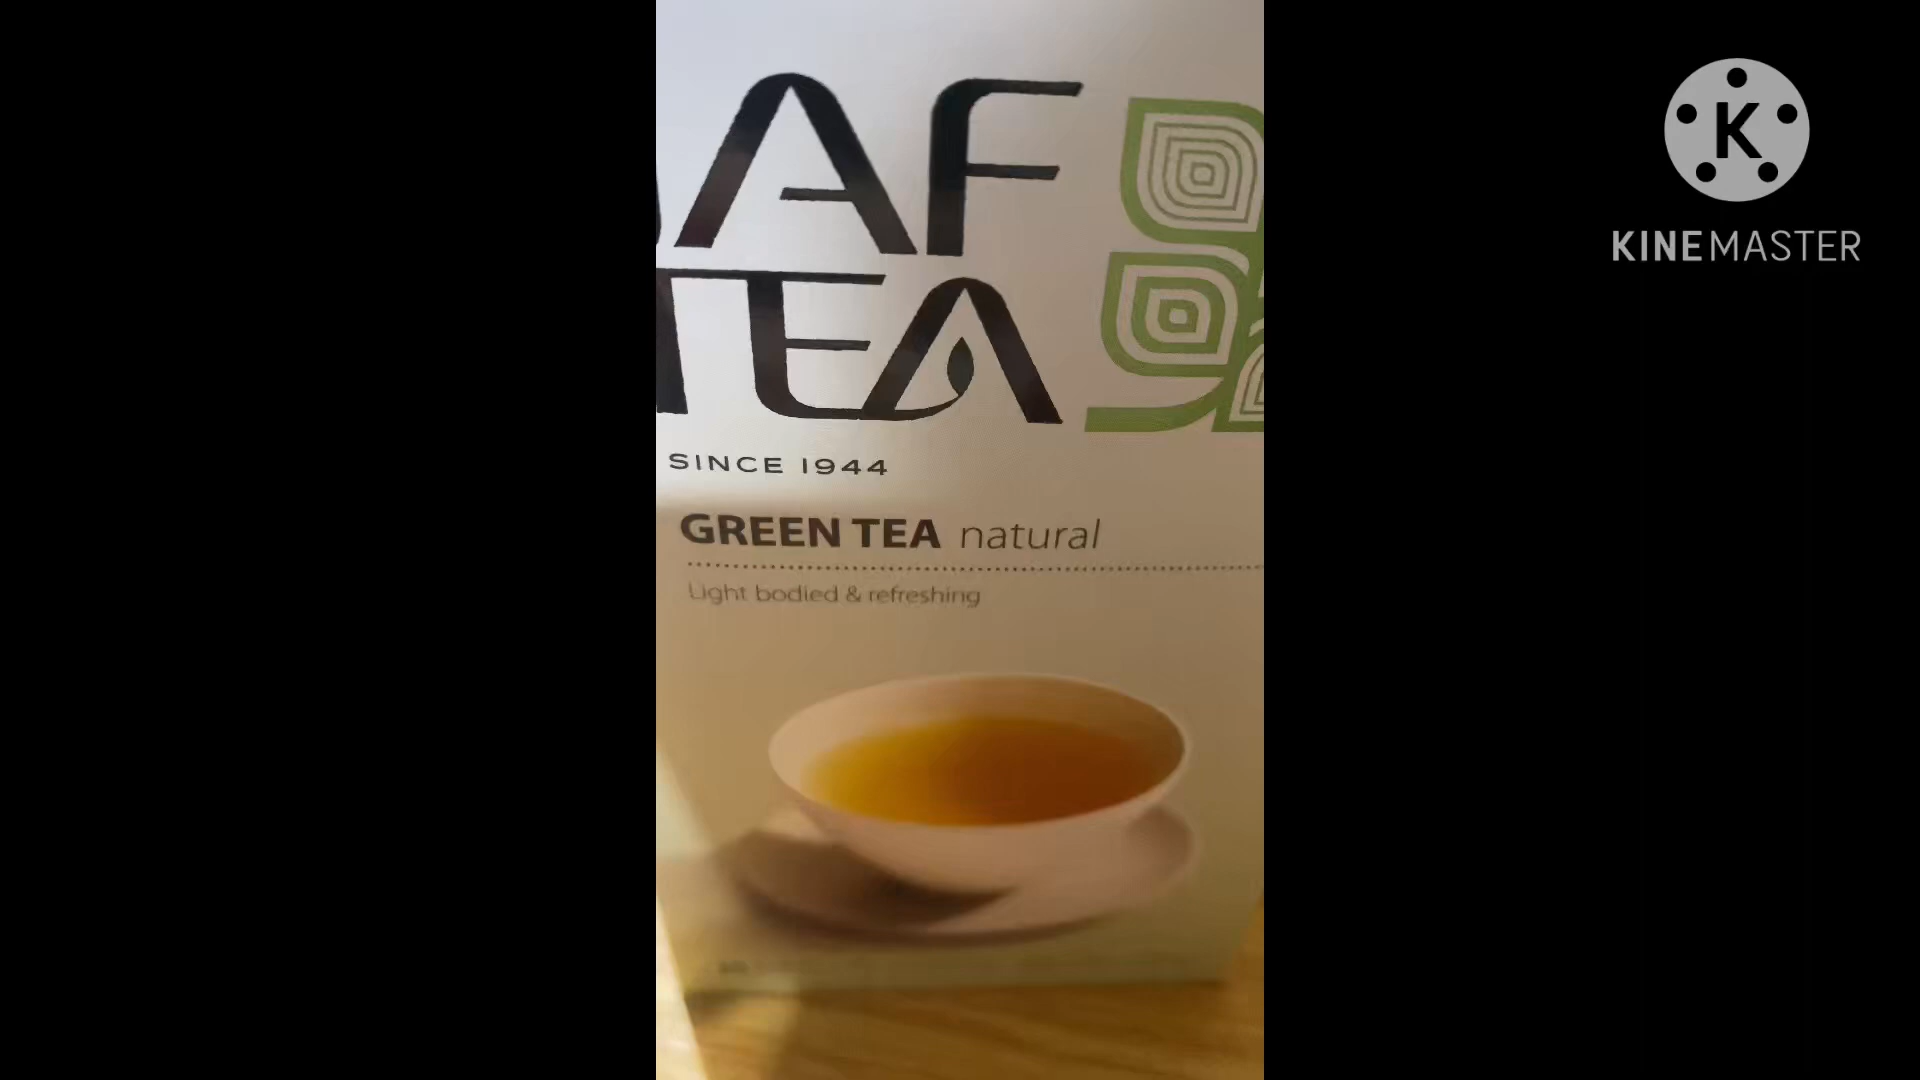 AF
TEA
SINCE 1944
GREEN TEA natural
Light bodied & refreshing
K
KINEMASTER